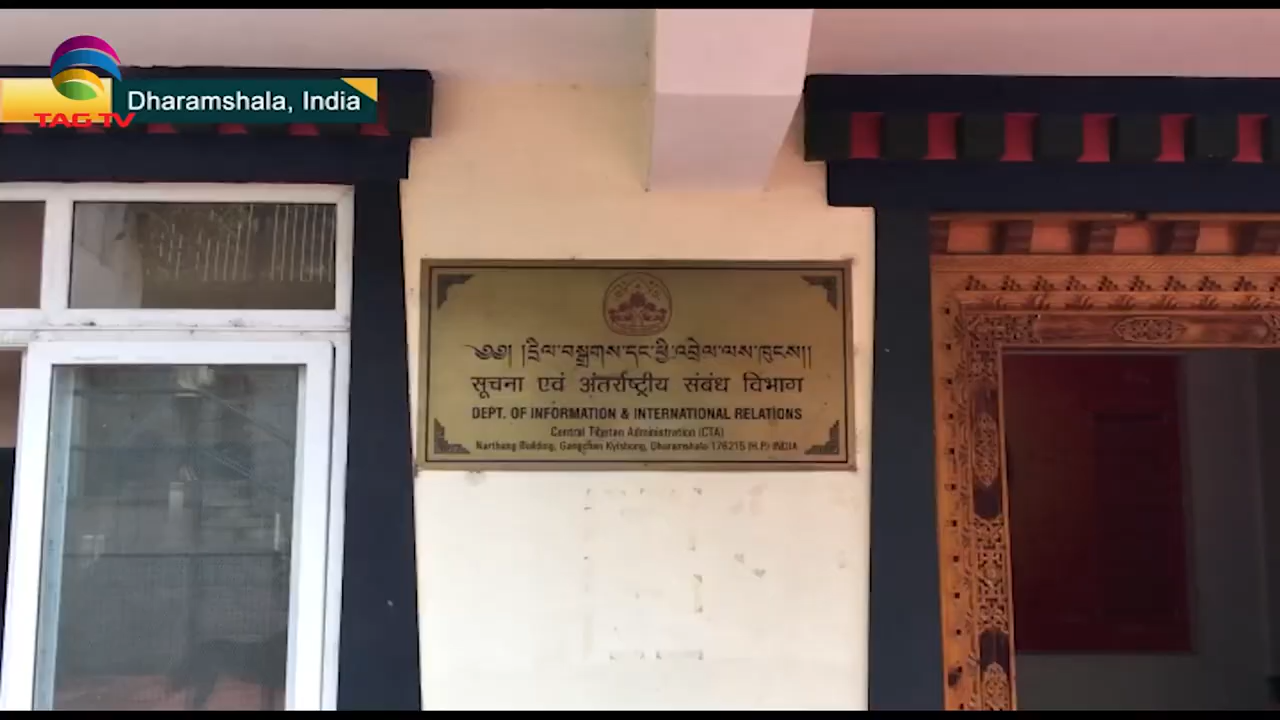 TAG TV
Dharamshala, India
༄༅། །དྲིལ་བསྒྲགས་དང་ཕྱི་འབྲེལ་ལས་ཁུངས།།
सूचना एवं अंतर्राष्ट्रीय संबंध विभाग
DEPT. OF INFORMATION & INTERNATIONAL RELATIONS
Central Tibetan Administration (CTA)
Narthang Building, Gangchen Kyishong, Dharamshala 176215 (H.P) INDIA